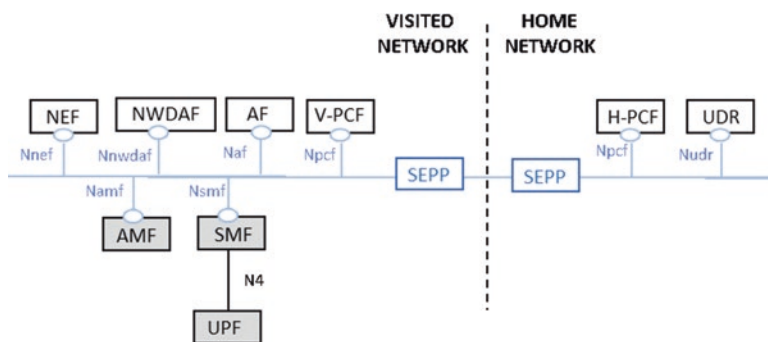 VISITED NETWORK
HOME NETWORK
NEF
NWDAF
AF
V-PCF
H-PCF
UDR
Nnef
Nnwdaf
Naf
Npcf
Npcf
Nudr
SEPP
SEPP
Namf
Nsmf
AMF
SMF
N4
UPF